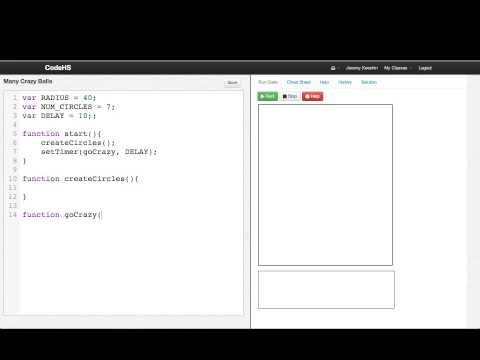 CodeHS
Jeremy Keeshin My Classes Logout
Many Crazy Balls
Save
Run Code Cheat Sheet Help History Solution
Run Stop Help
1 var RADIUS = 40;
2 var NUM_CIRCLES = 7;
3 var DELAY = 10;;
4
5 function start(){
6 createCircles();
7 setTimer(goCrazy, DELAY);
8 }
9
10 function createCircles(){
11
12 }
13
14 function goCrazy(